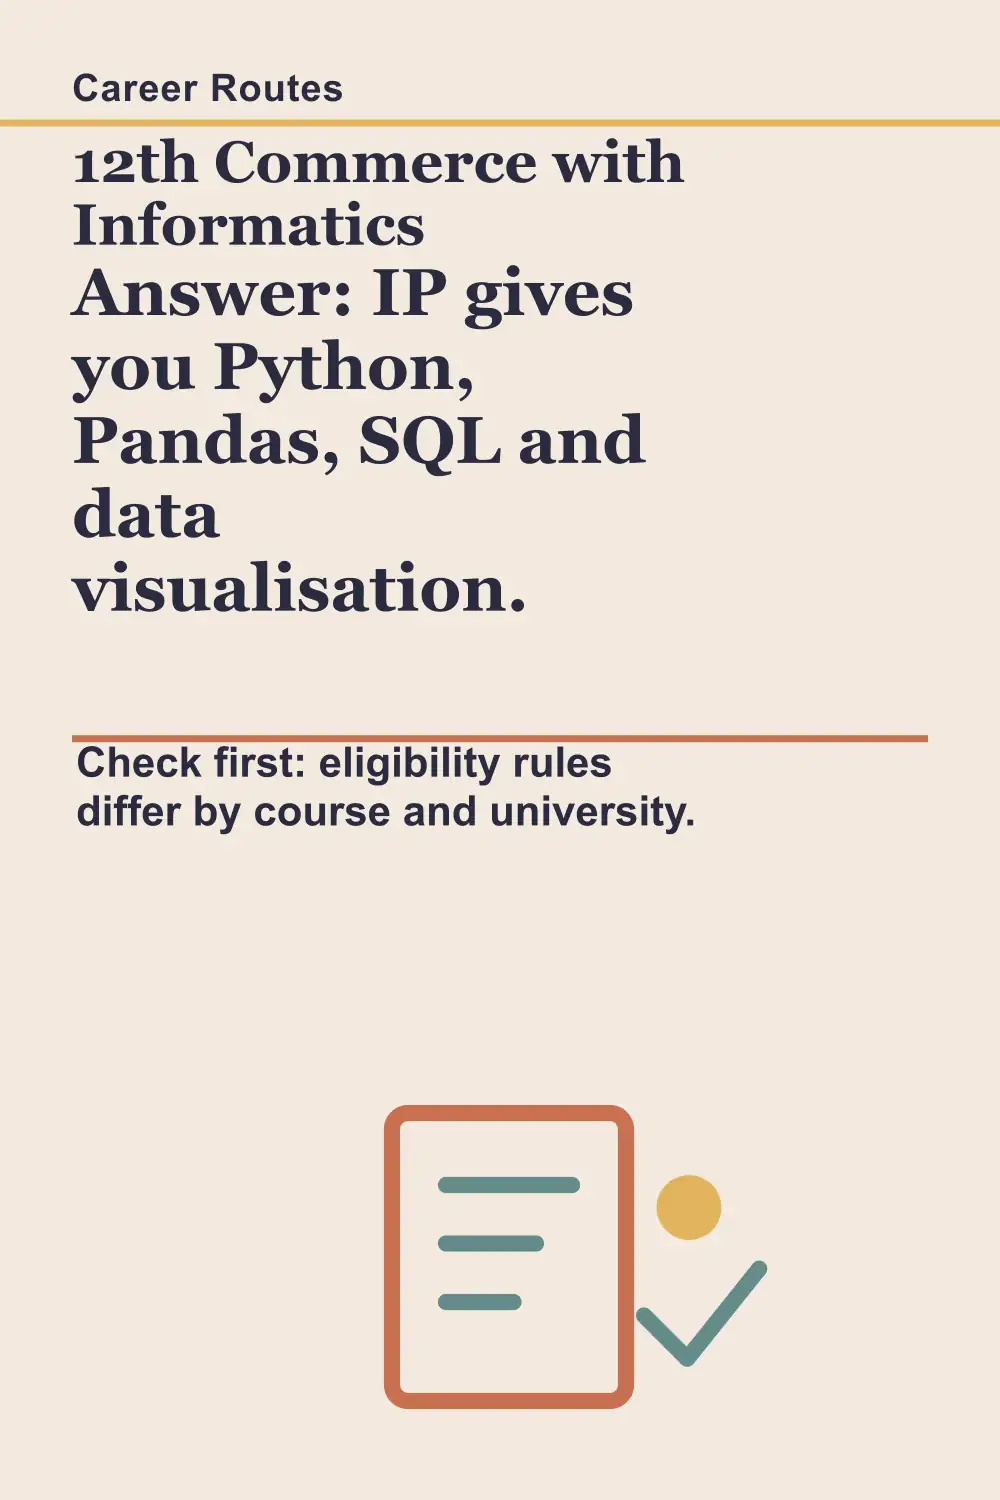 Career Routes
12th Commerce with
Informatics
Answer: IP gives
you Python,
Pandas, SQL and
data
visualisation.
Check first: eligibility rules
differ by course and university.